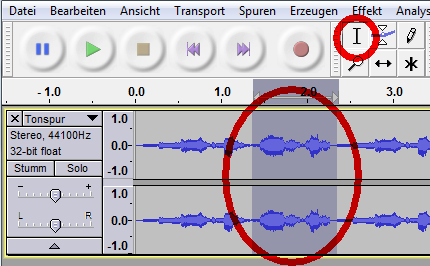 Datei Bearbeiten Ansicht Transport Spuren Erzeugen Effekt Analys
- 1.0 0.0 1.0 2.0 3.0
× Tonspur
Stereo, 44100Hz
32-bit float
Stumm Solo
- +
L R
1.0
0.0
-1.0
1.0
0.0
-1.0